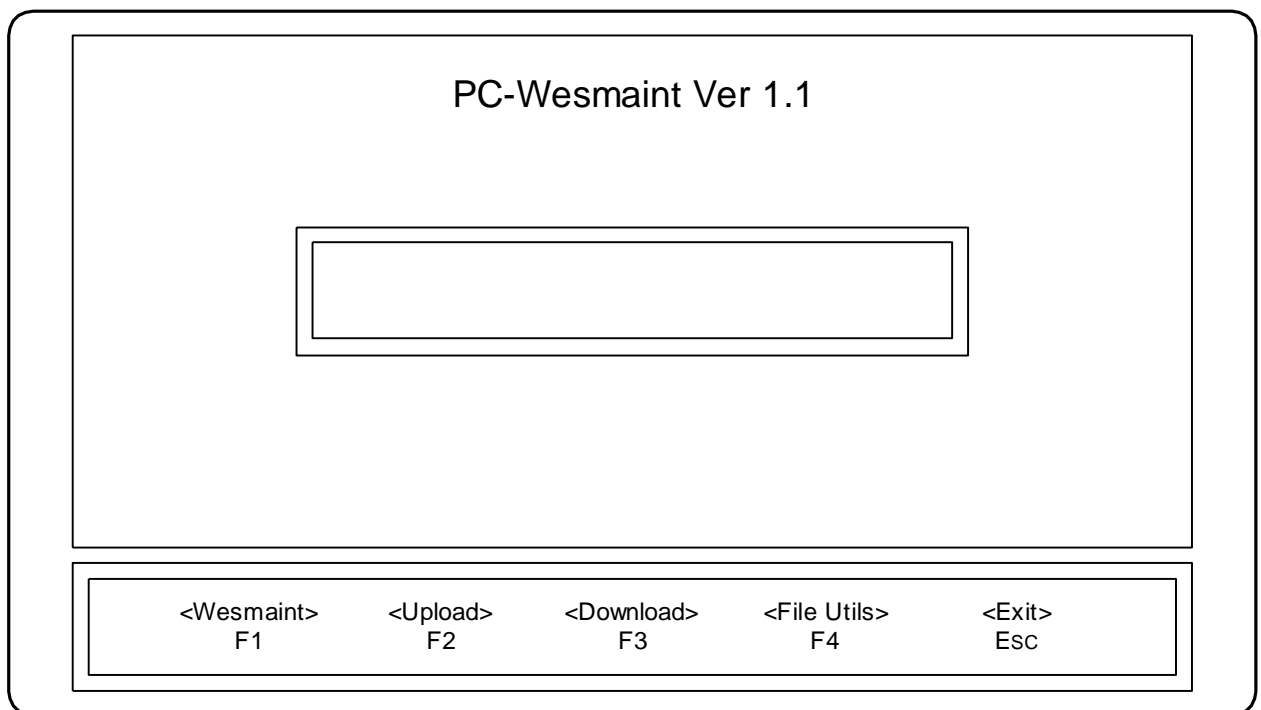 PC-Wesmaint Ver 1.1
<Wesmaint> <Upload> <Download> <File Utils> <Exit>
F1 F2 F3 F4 ESC